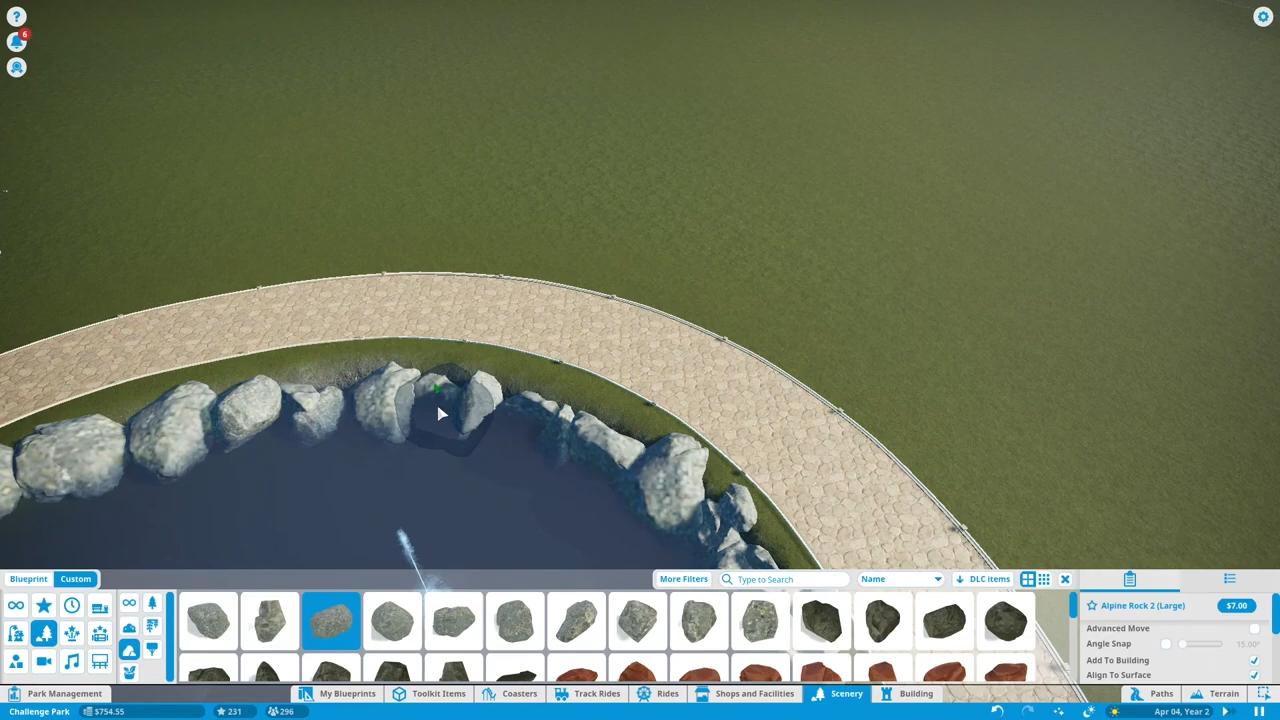 ?
6
Blueprint
Custom
More Filters
Type to Search
Name
DLC items
Alpine Rock 2 (Large)
$7.00
Advanced Move
Angle Snap
15.00°
Add To Building
Align To Surface
Park Management
My Blueprints
Toolkit Items
Coasters
Track Rides
Rides
Shops and Facilities
Scenery
Building
Paths
Terrain
Challenge Park
$754.55
231
296
Apr 04, Year 2